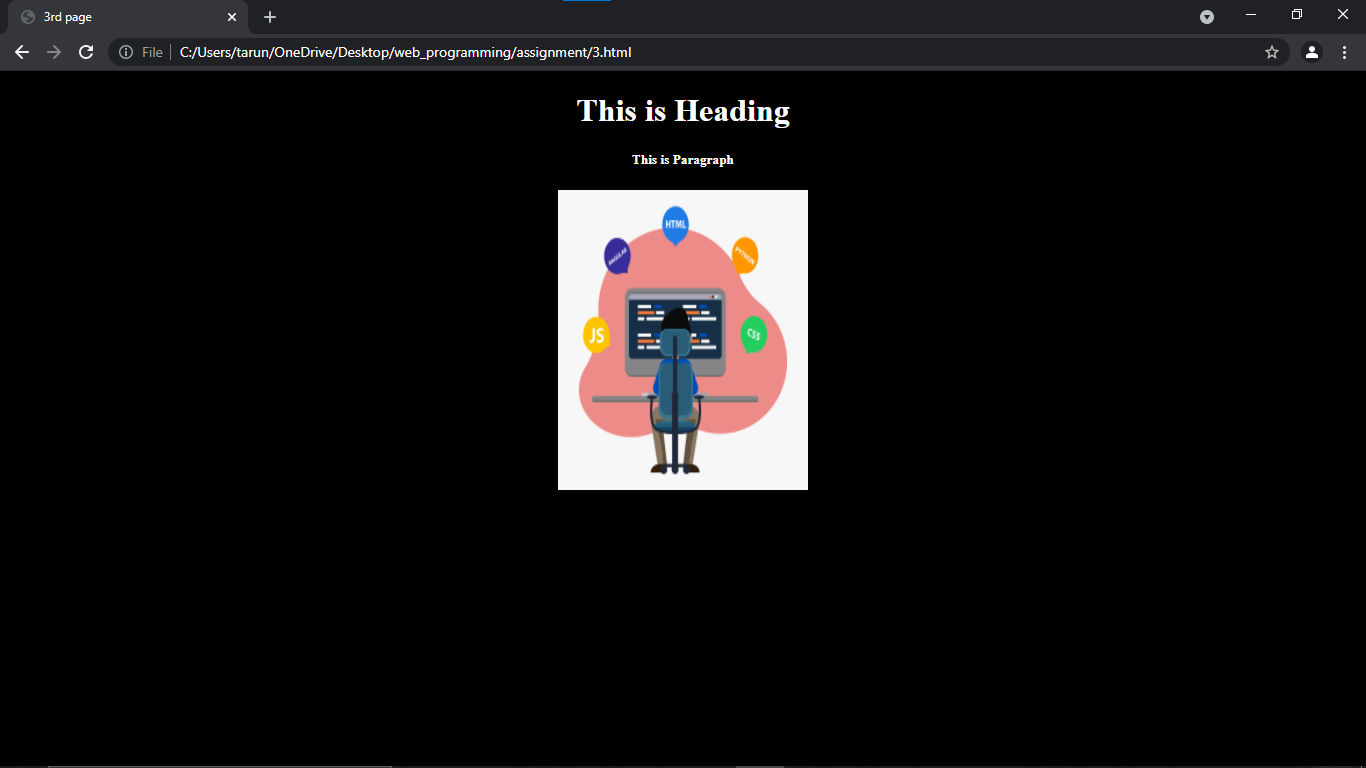 3rd page
File C:/Users/tarun/OneDrive/Desktop/web_programming/assignment/3.html
This is Heading
This is Paragraph
HTML
ANGULAR
PYTHON
JS
CSS